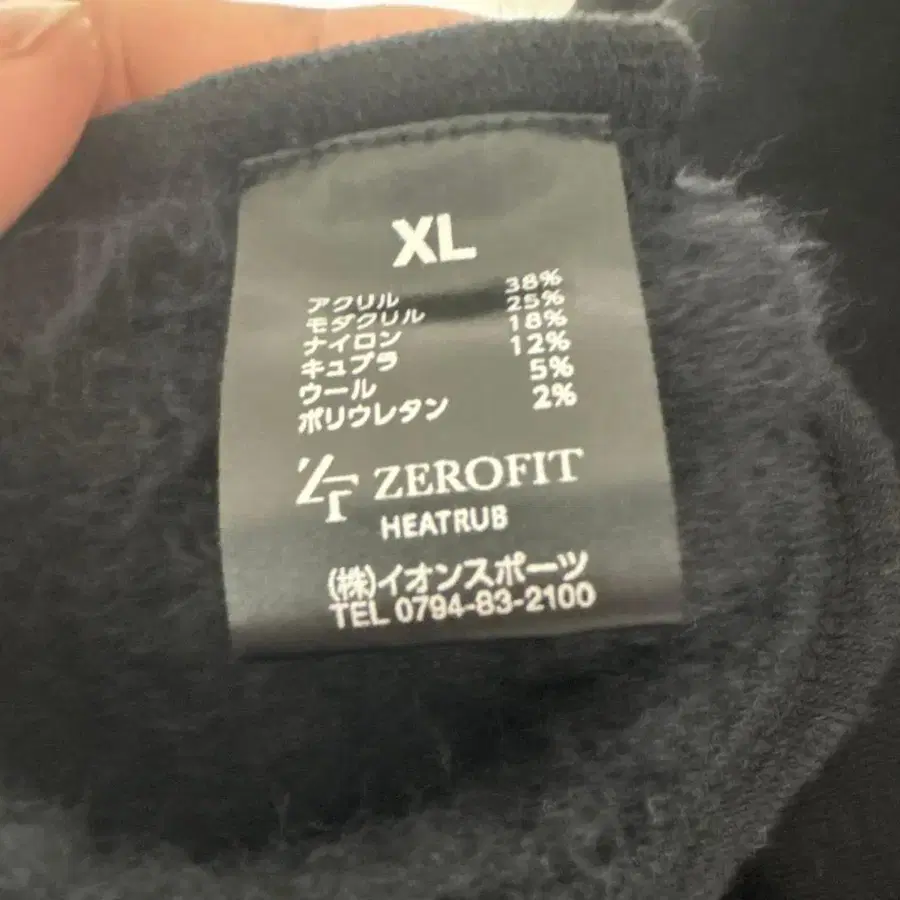 XL
アクリル 38%
モダクリル 25%
ナイロン 18%
キュプラ 12%
ウール 5%
ポリウレタン 2%
ZF ZEROFIT
HEATRUB
(株)イオンスポーツ
TEL 0794-83-2100